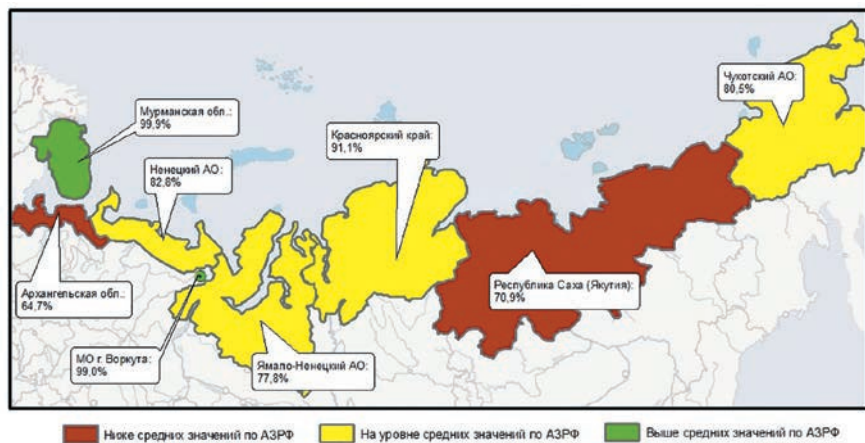 Мурманская обл.:
99,9%
Ненецкий АО:
82,8%
Красноярский край:
91,1%
Чукотский АО:
80,5%
Архангельская обл.:
64,7%
МО г. Воркута:
99,0%
Ямало-Ненецкий АО:
77,8%
Республика Саха (Якутия):
70,9%
Ниже средних значений по АЗРФ
На уровне средних значений по АЗРФ
Выше средних значений по АЗРФ